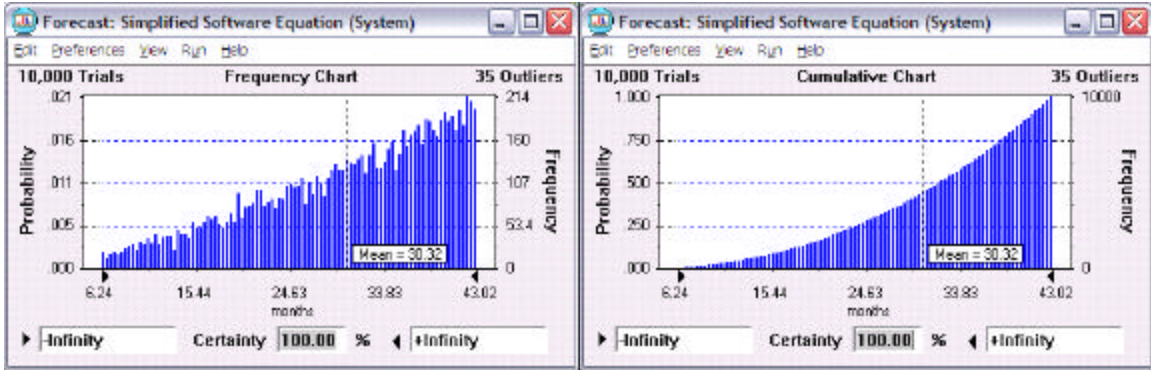 Forecast: Simplified Software Equation (System)
Edit Preferences View Run Help
10,000 Trials Frequency Chart 35 Outliers
.021
.016
.011
.005
.000
Probability
214
160
107
53.4
0
Frequency
Mean = 30.32
6.24 15.44 24.63 33.83 43.02
months
-Infinity Certainty 100.00 % +Infinity
Forecast: Simplified Software Equation (System)
Edit Preferences View Run Help
10,000 Trials Cumulative Chart 35 Outliers
1.000
.750
.500
.250
.000
Probability
10000
0
Frequency
Mean = 30.32
6.24 15.44 24.63 33.83 43.02
months
-Infinity Certainty 100.00 % +Infinity